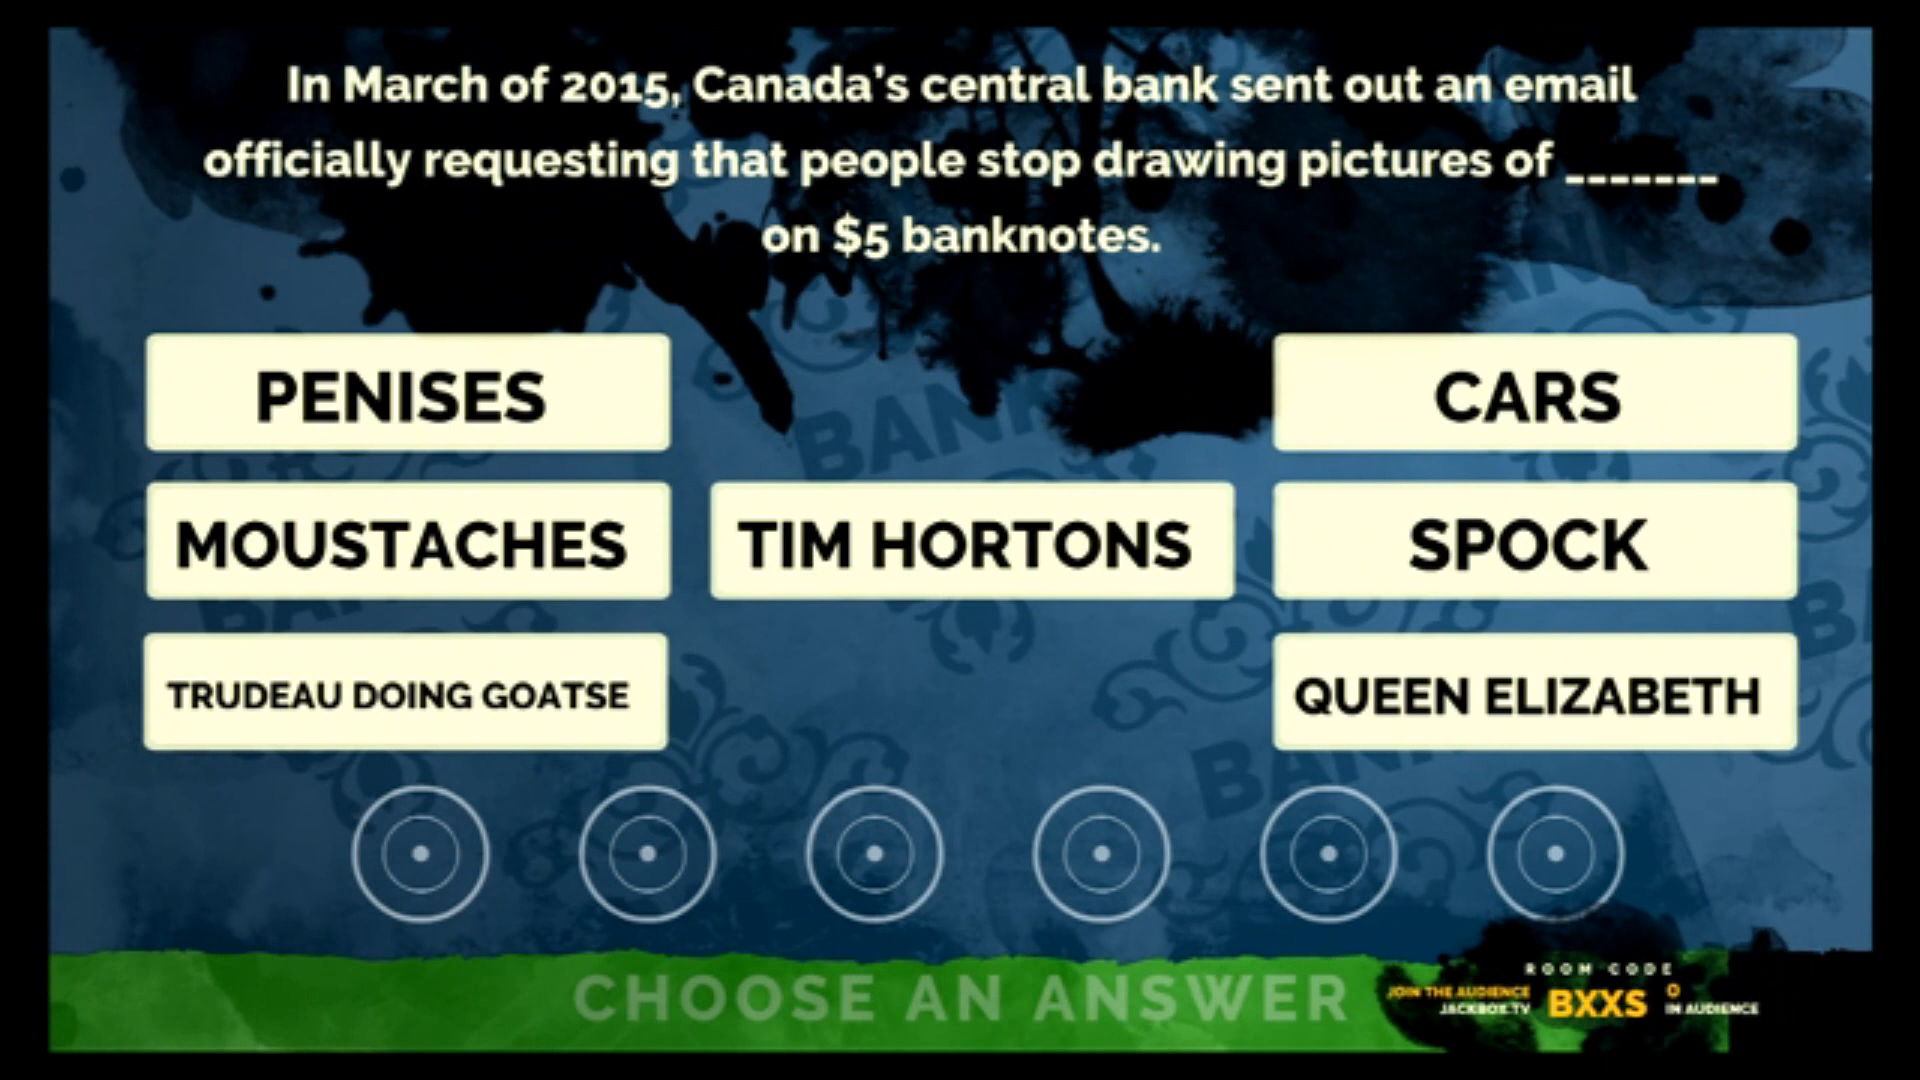 In March of 2015, Canada's central bank sent out an email
officially requesting that people stop drawing pictures of _______
on $5 banknotes.
PENISES
CARS
MOUSTACHES
TIM HORTONS
SPOCK
TRUDEAU DOING GOATSE
QUEEN ELIZABETH
CHOOSE AN ANSWER
ROOM CODE
JOIN THE AUDIENCE
JACKBOX.TV
BXXS
0
IN AUDIENCE
BANK
BANK